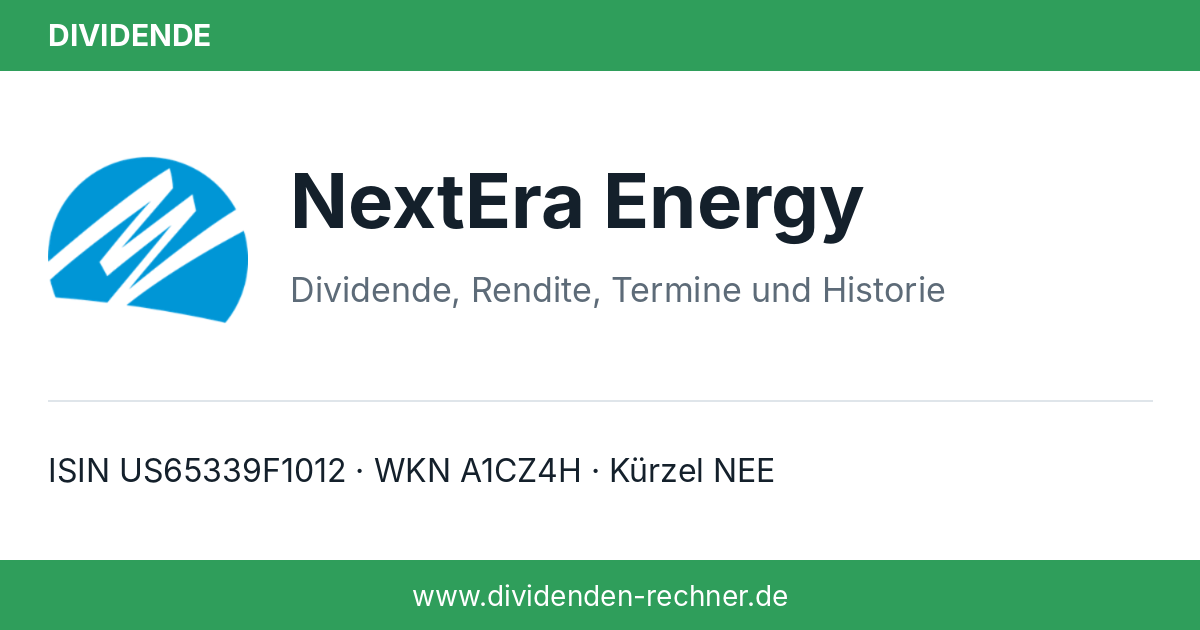 DIVIDENDE
NextEra Energy
Dividende, Rendite, Termine und Historie
ISIN US65339F1012 · WKN A1CZ4H · Kürzel NEE
www.dividenden-rechner.de